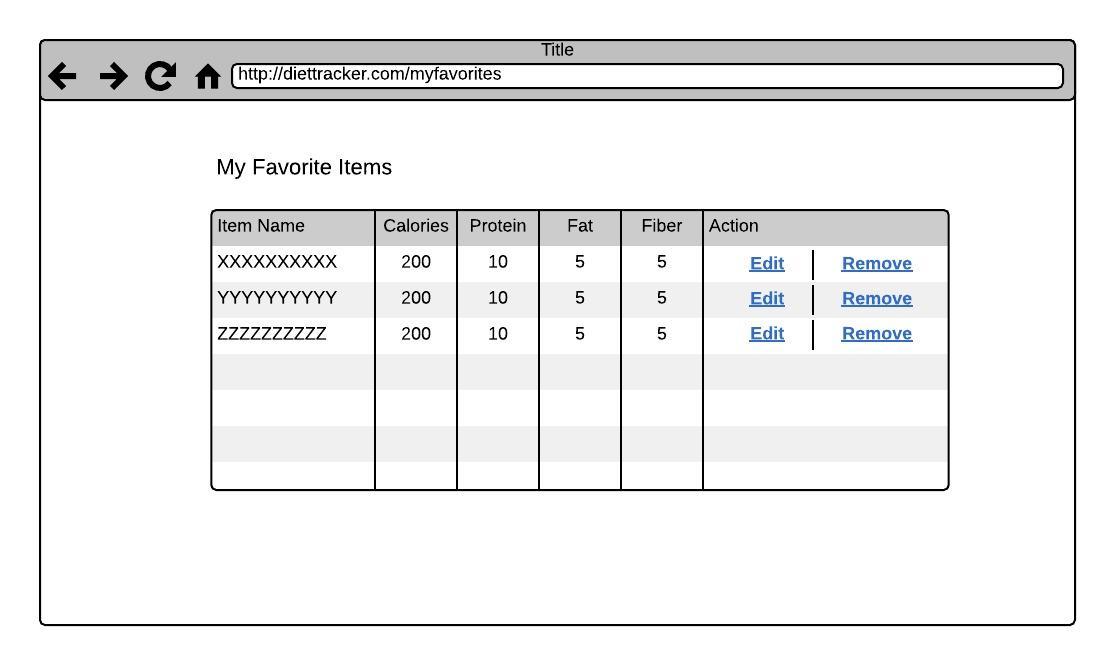 Title
http://diettracker.com/myfavorites
My Favorite Items
Item Name Calories Protein Fat Fiber Action
XXXXXXXXXX 200 10 5 5 Edit Remove
YYYYYYYYYY 200 10 5 5 Edit Remove
ZZZZZZZZZZ 200 10 5 5 Edit Remove